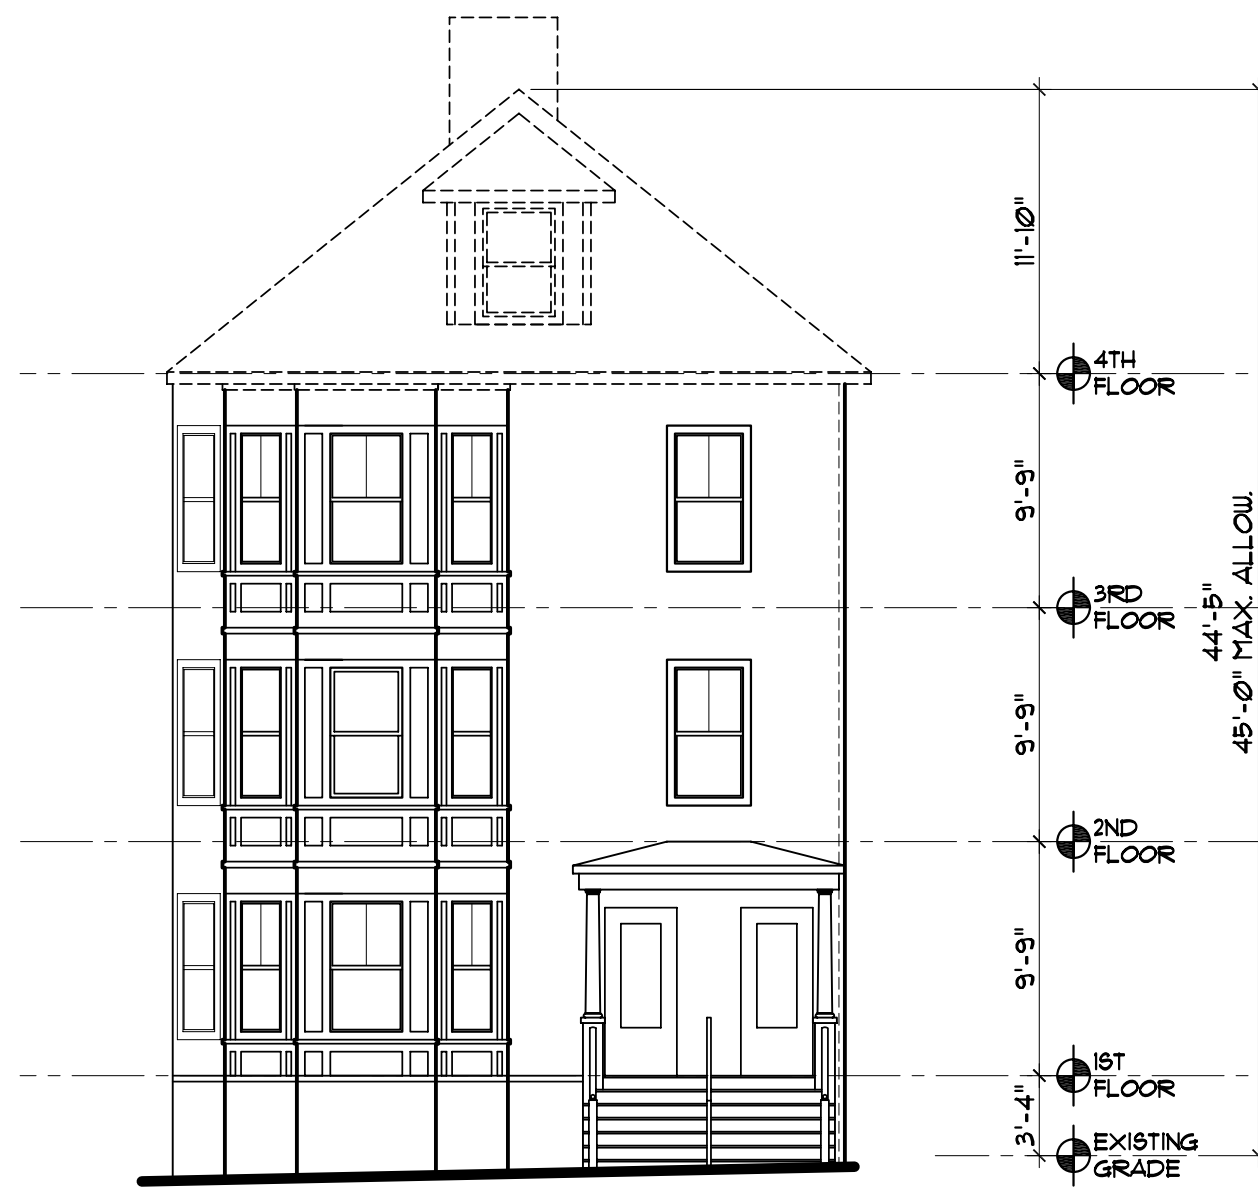 11'-10"
4TH
FLOOR
9'-9"
3RD
FLOOR
44'-5"
45'-0" MAX. ALLOW.
9'-9"
2ND
FLOOR
9'-9"
1ST
FLOOR
3'-4"
EXISTING
GRADE